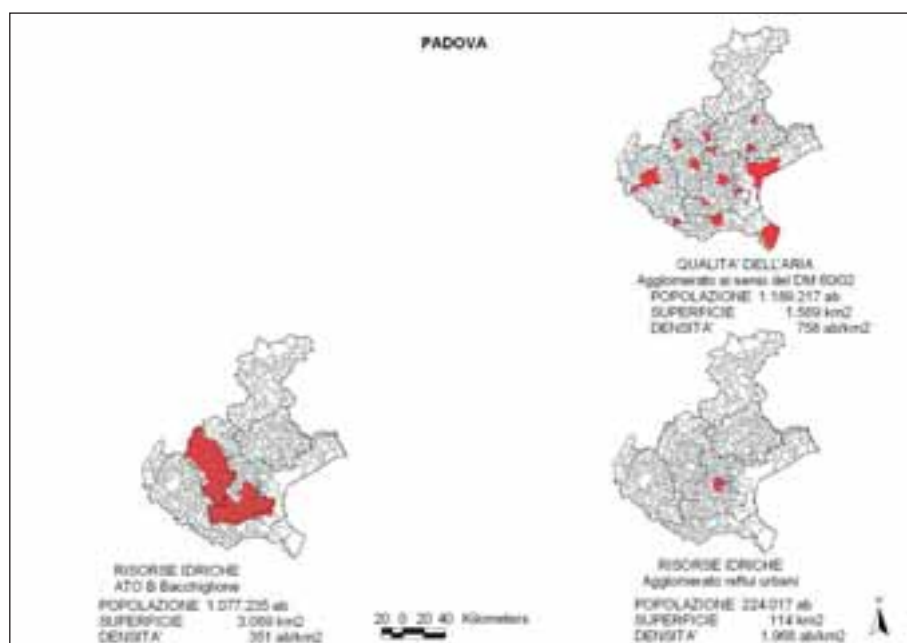 PADOVA
QUALITA' DELL'ARIA
Agglomerato ai sensi del DM 60/02
POPOLAZIONE 1.189.217 ab
SUPERFICIE 1.569 km2
DENSITA' 758 ab/km2
RISORSE IDRICHE
ATO B Bacchiglione
POPOLAZIONE 1.077.235 ab
SUPERFICIE 3.069 km2
DENSITA' 351 ab/km2
20 0 20 40 Kilometers
RISORSE IDRICHE
Agglomerato reflui urbani
POPOLAZIONE 224.017 ab
SUPERFICIE 114 km2
DENSITA' ab/km2